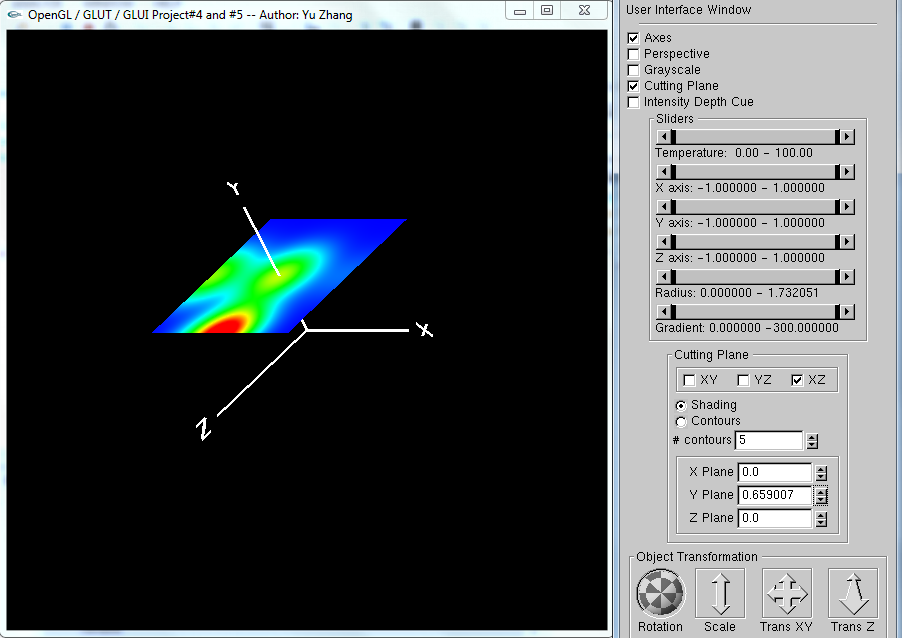 OpenGL / GLUT / GLUI Project#4 and #5 -- Author: Yu Zhang
Y
X
Z
User Interface Window
Axes
Perspective
Grayscale
Cutting Plane
Intensity Depth Cue
Sliders
Temperature: 0.00 - 100.00
X axis: -1.000000 - 1.000000
Y axis: -1.000000 - 1.000000
Z axis: -1.000000 - 1.000000
Radius: 0.000000 - 1.732051
Gradient: 0.000000 -300.000000
Cutting Plane
XY YZ XZ
Shading
Contours
# contours 5
X Plane 0.0
Y Plane 0.659007
Z Plane 0.0
Object Transformation
Rotation Scale Trans XY Trans Z